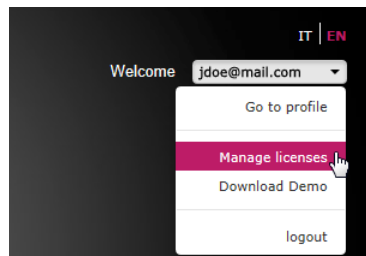 IT EN
Welcome jdoe@mail.com
Go to profile
Manage licenses
Download Demo
logout